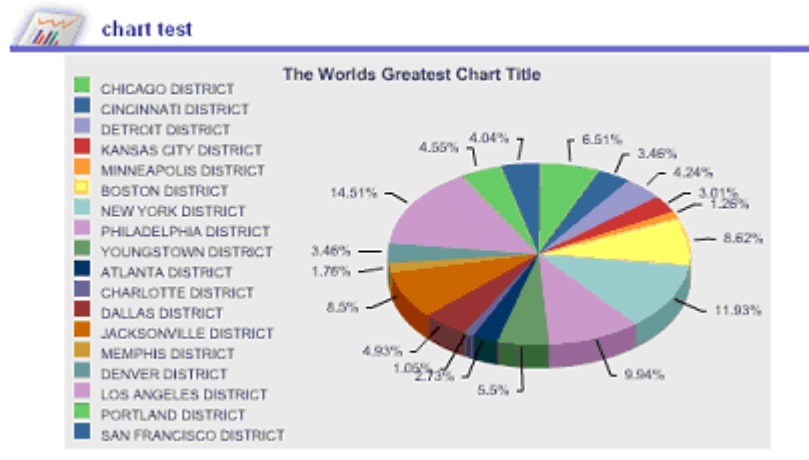 chart test
The Worlds Greatest Chart Title
CHICAGO DISTRICT
CINCINNATI DISTRICT
DETROIT DISTRICT
KANSAS CITY DISTRICT
MINNEAPOLIS DISTRICT
BOSTON DISTRICT
NEW YORK DISTRICT
PHILADELPHIA DISTRICT
YOUNGSTOWN DISTRICT
ATLANTA DISTRICT
CHARLOTTE DISTRICT
DALLAS DISTRICT
JACKSONVILLE DISTRICT
MEMPHIS DISTRICT
DENVER DISTRICT
LOS ANGELES DISTRICT
PORTLAND DISTRICT
SAN FRANCISCO DISTRICT
6.51%
3.46%
4.24%
3.01%
1.26%
8.62%
11.93%
9.94%
5.5%
2.73%
1.05%
4.93%
8.5%
1.76%
3.46%
14.51%
4.55%
4.04%